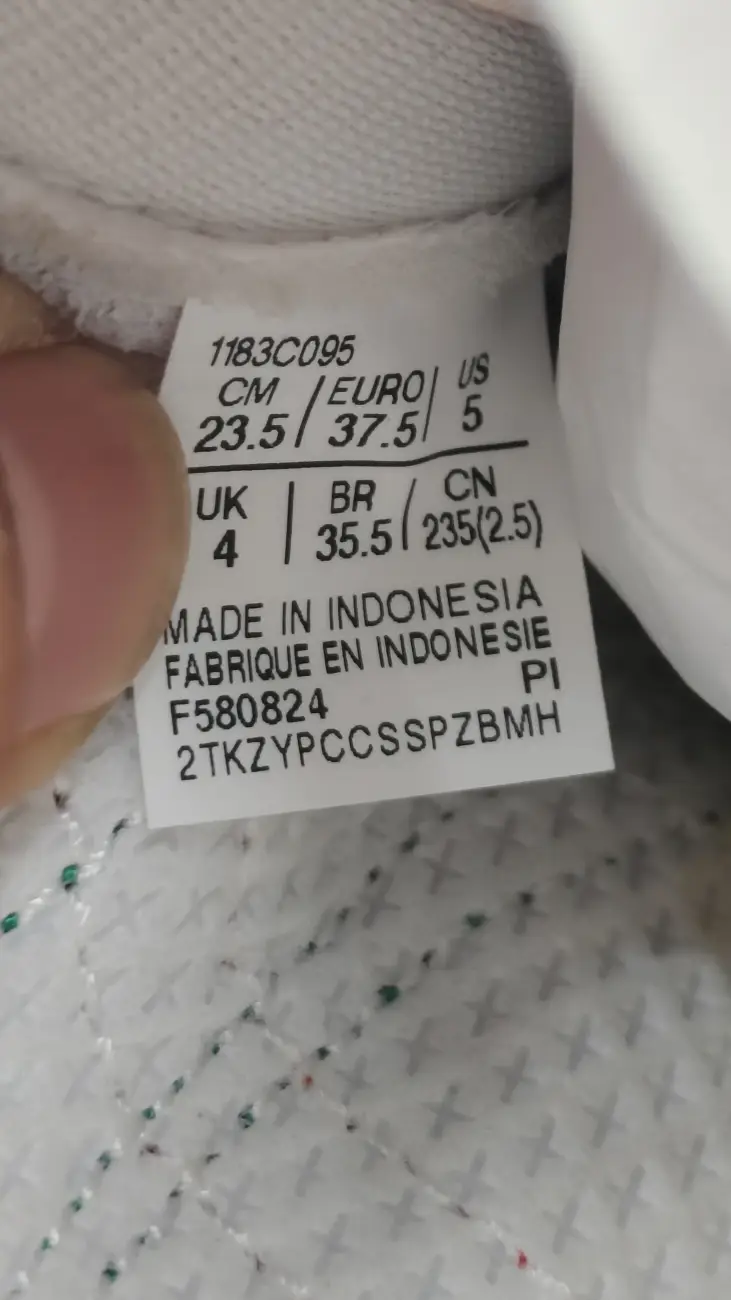 1183C095
CM / EURO / US
23.5 / 37.5 / 5
UK | BR / CN
4 | 35.5 / 235(2.5)
MADE IN INDONESIA
FABRIQUE EN INDONESIE
F580824 PI
2TKZYPCCSSPZBMH